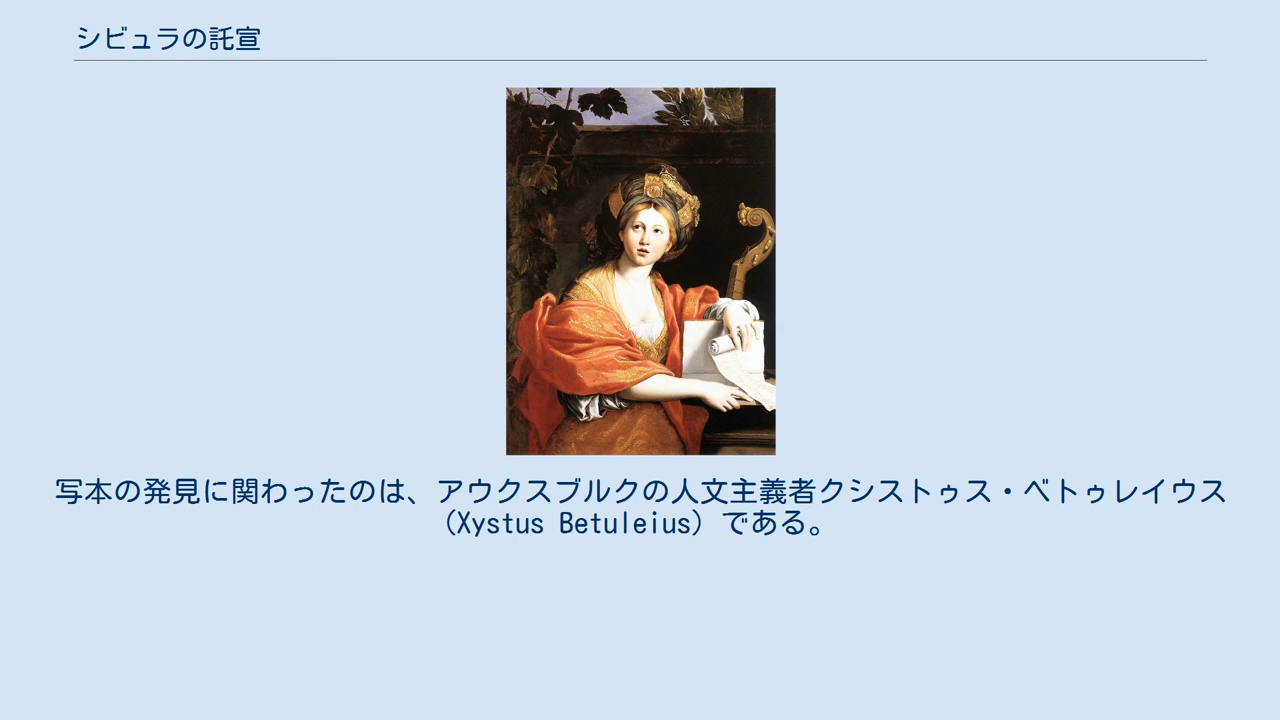 シビュラの託宣
写本の発見に関わったのは、アウクスブルクの人文主義者クシストゥス・ベトゥレイウス
（Xystus Betuleius）である。